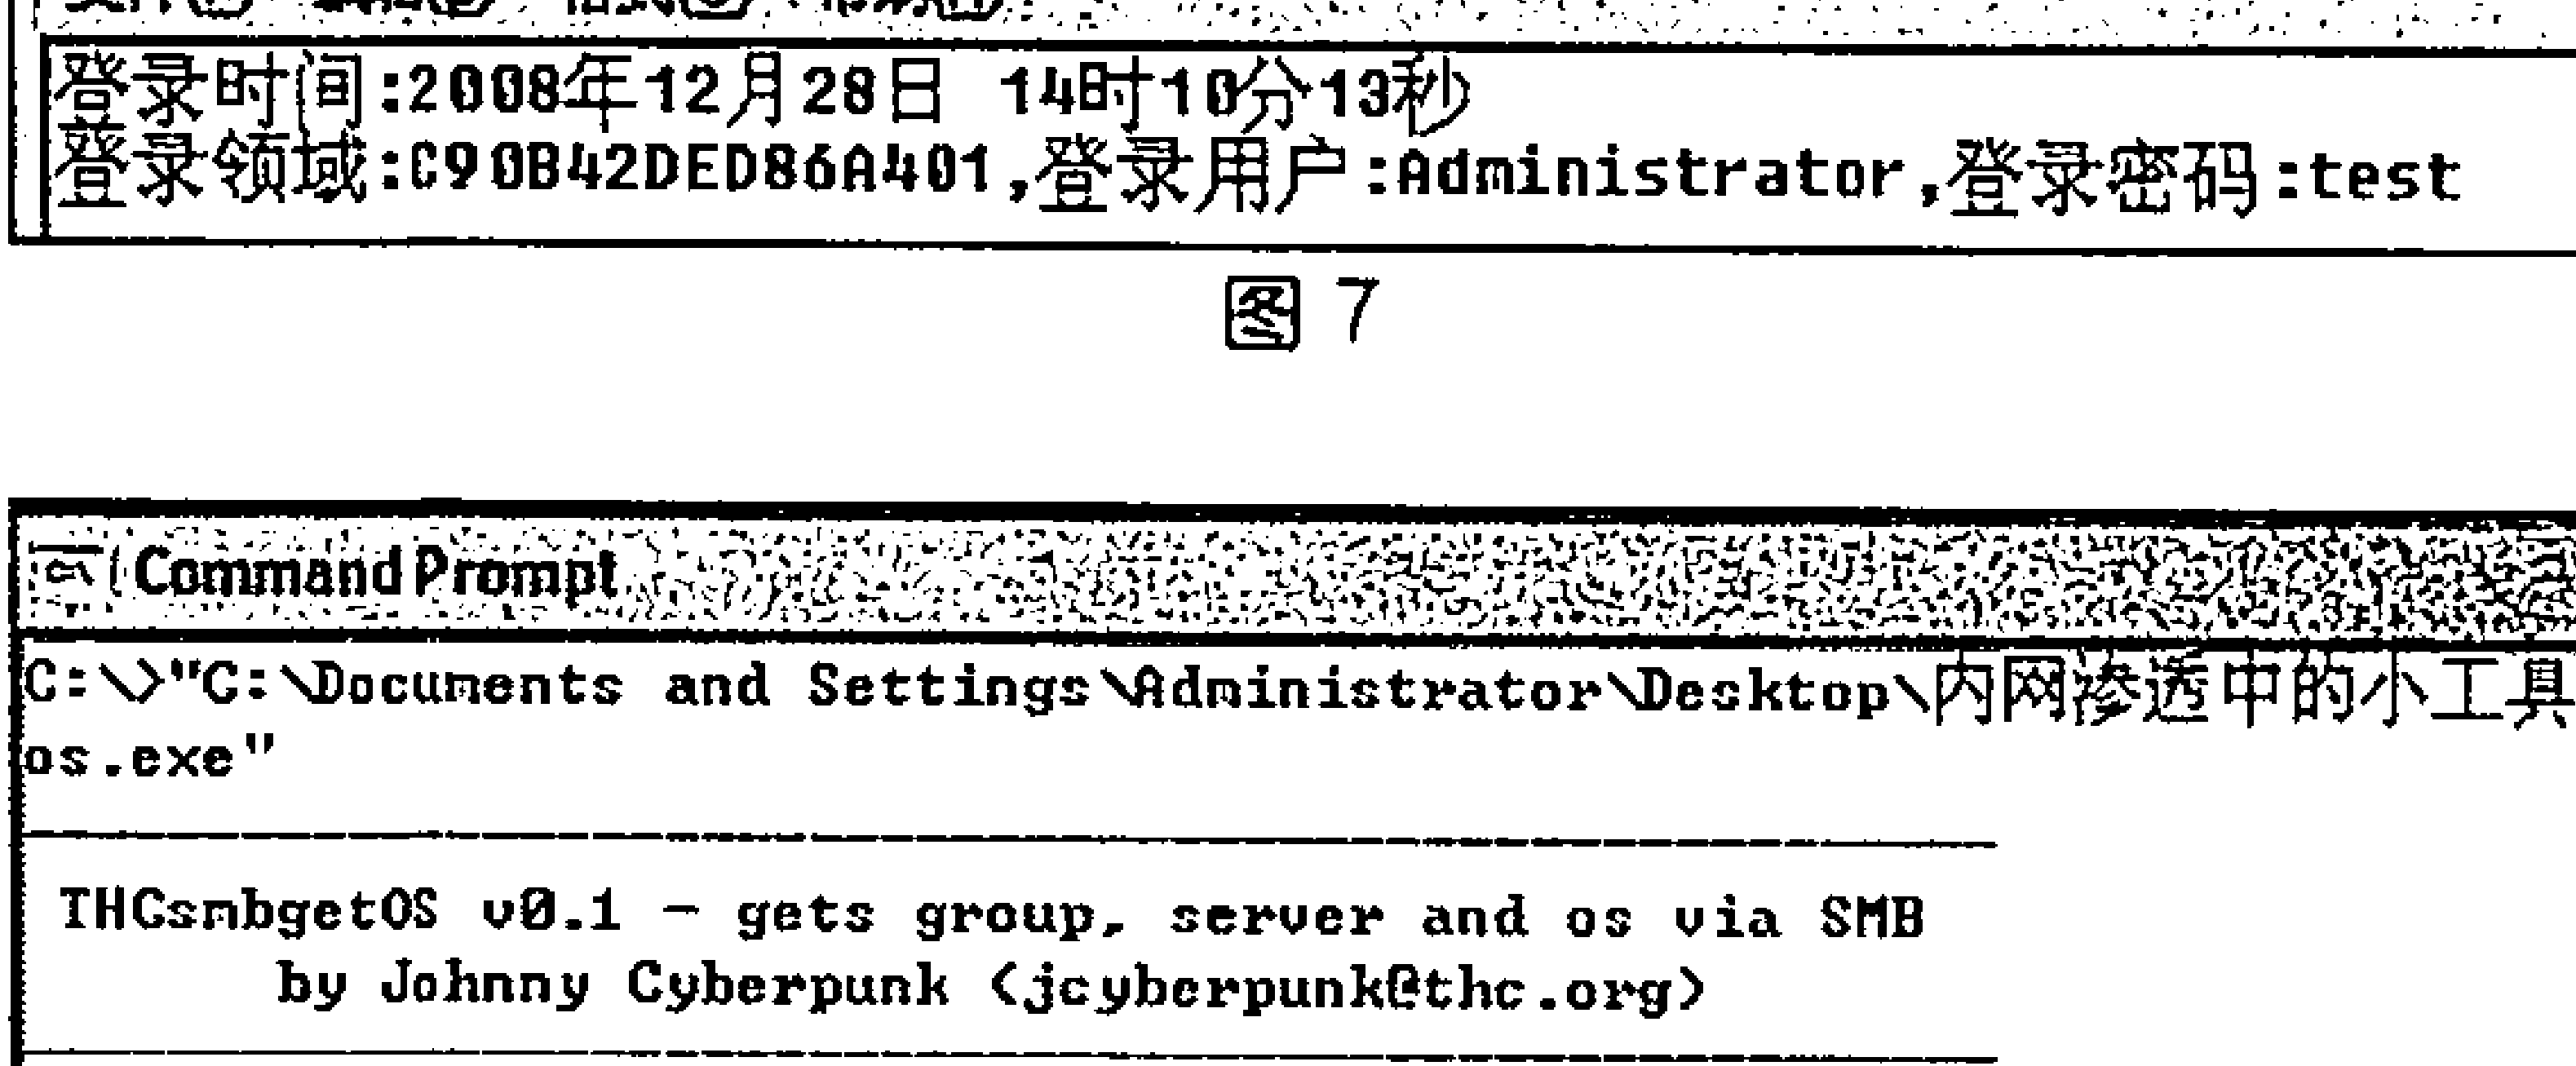 登录时间:2008年12月28日 14时10分13秒
登录领域:C90B42DED86A401,登录用户:Administrator,登录密码:test
图 7
Command Prompt
C:\>"C:\Documents and Settings\Administrator\Desktop\内网渗透中的小工具
os.exe"
THCsmbgetOS v0.1 - gets group, server and os via SMB
by Johnny Cyberpunk (jcyberpunk@thc.org)